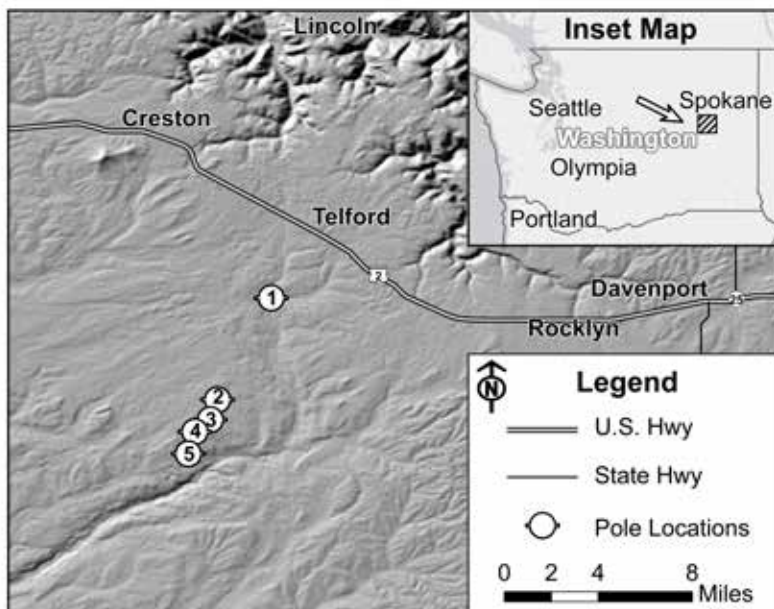 Lincoln
Creston
Telford
2
1
Davenport
25
Rocklyn
2
3
4
5
Inset Map
Seattle
Spokane
Washington
Olympia
Portland
N
Legend
U.S. Hwy
State Hwy
Pole Locations
0 2 4 8
Miles